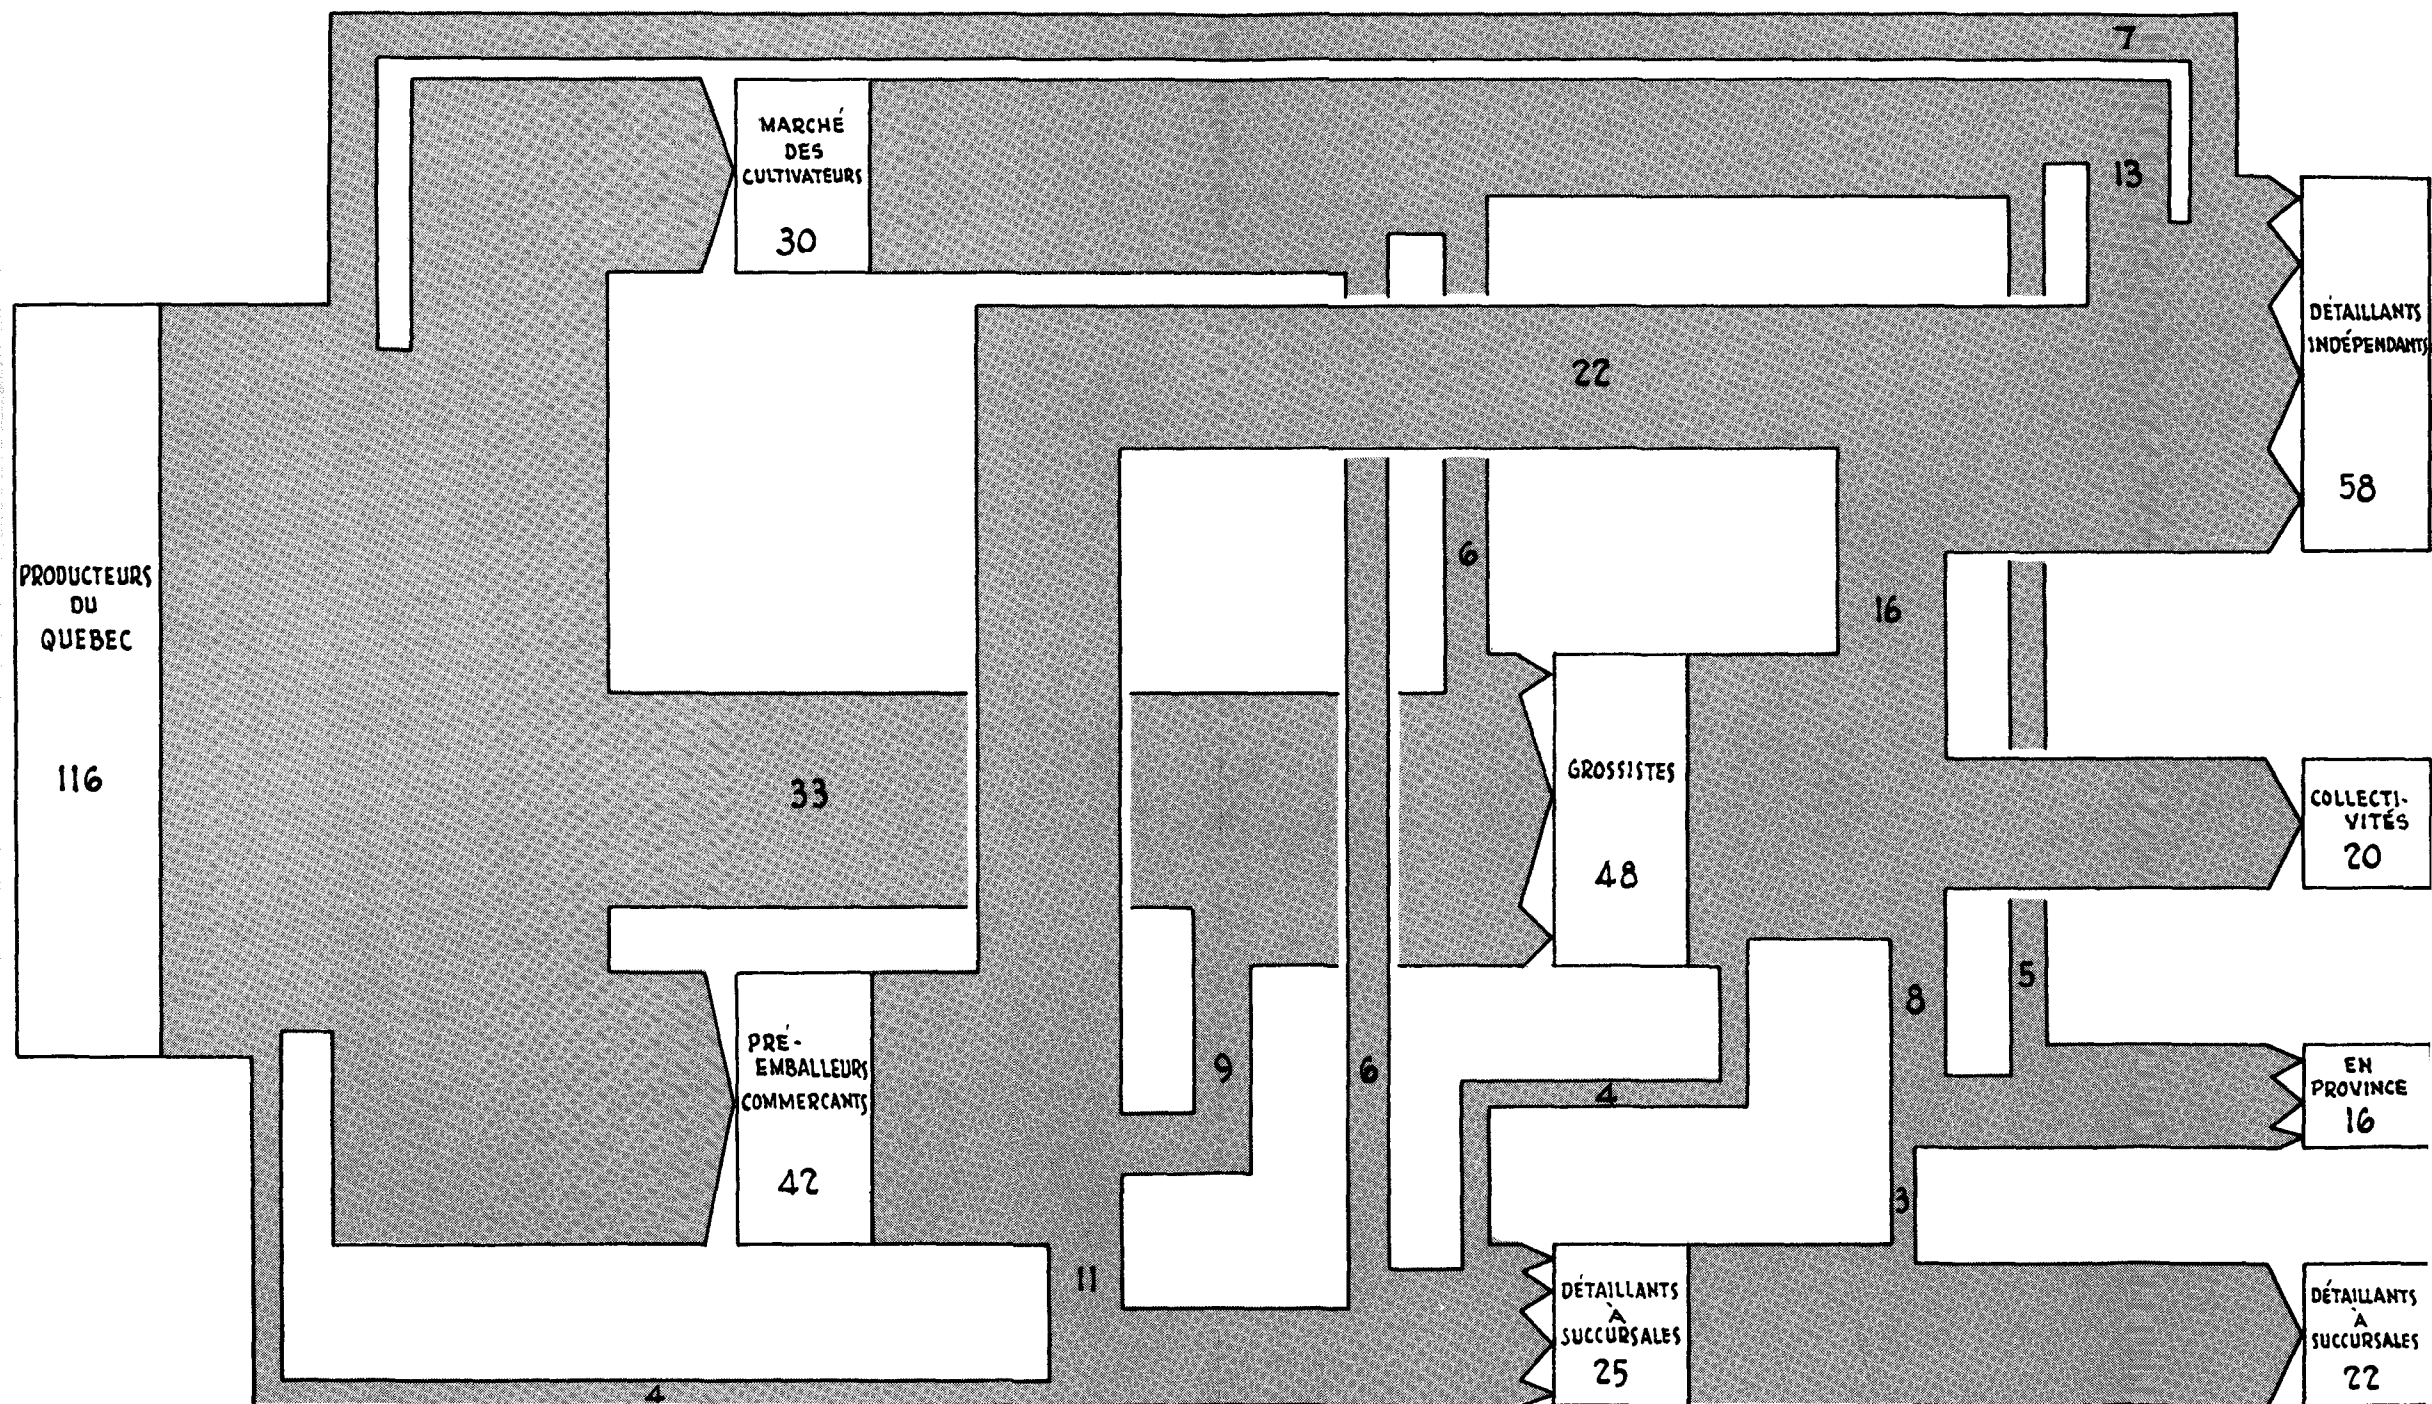 7
MARCHÉ
DES
CULTIVATEURS
30
13
DÉTAILLANTS
INDÉPENDANTS
58
22
6
16
PRODUCTEURS
DU
QUEBEC
116
33
GROSSISTES
48
COLLECTI-
VITÉS
20
PRÉ-
EMBALLEURS
COMMERCANTS
42
9
6
4
8
5
EN
PROVINCE
16
3
11
DÉTAILLANTS
À
SUCCURSALES
25
DÉTAILLANTS
À
SUCCURSALES
22
4